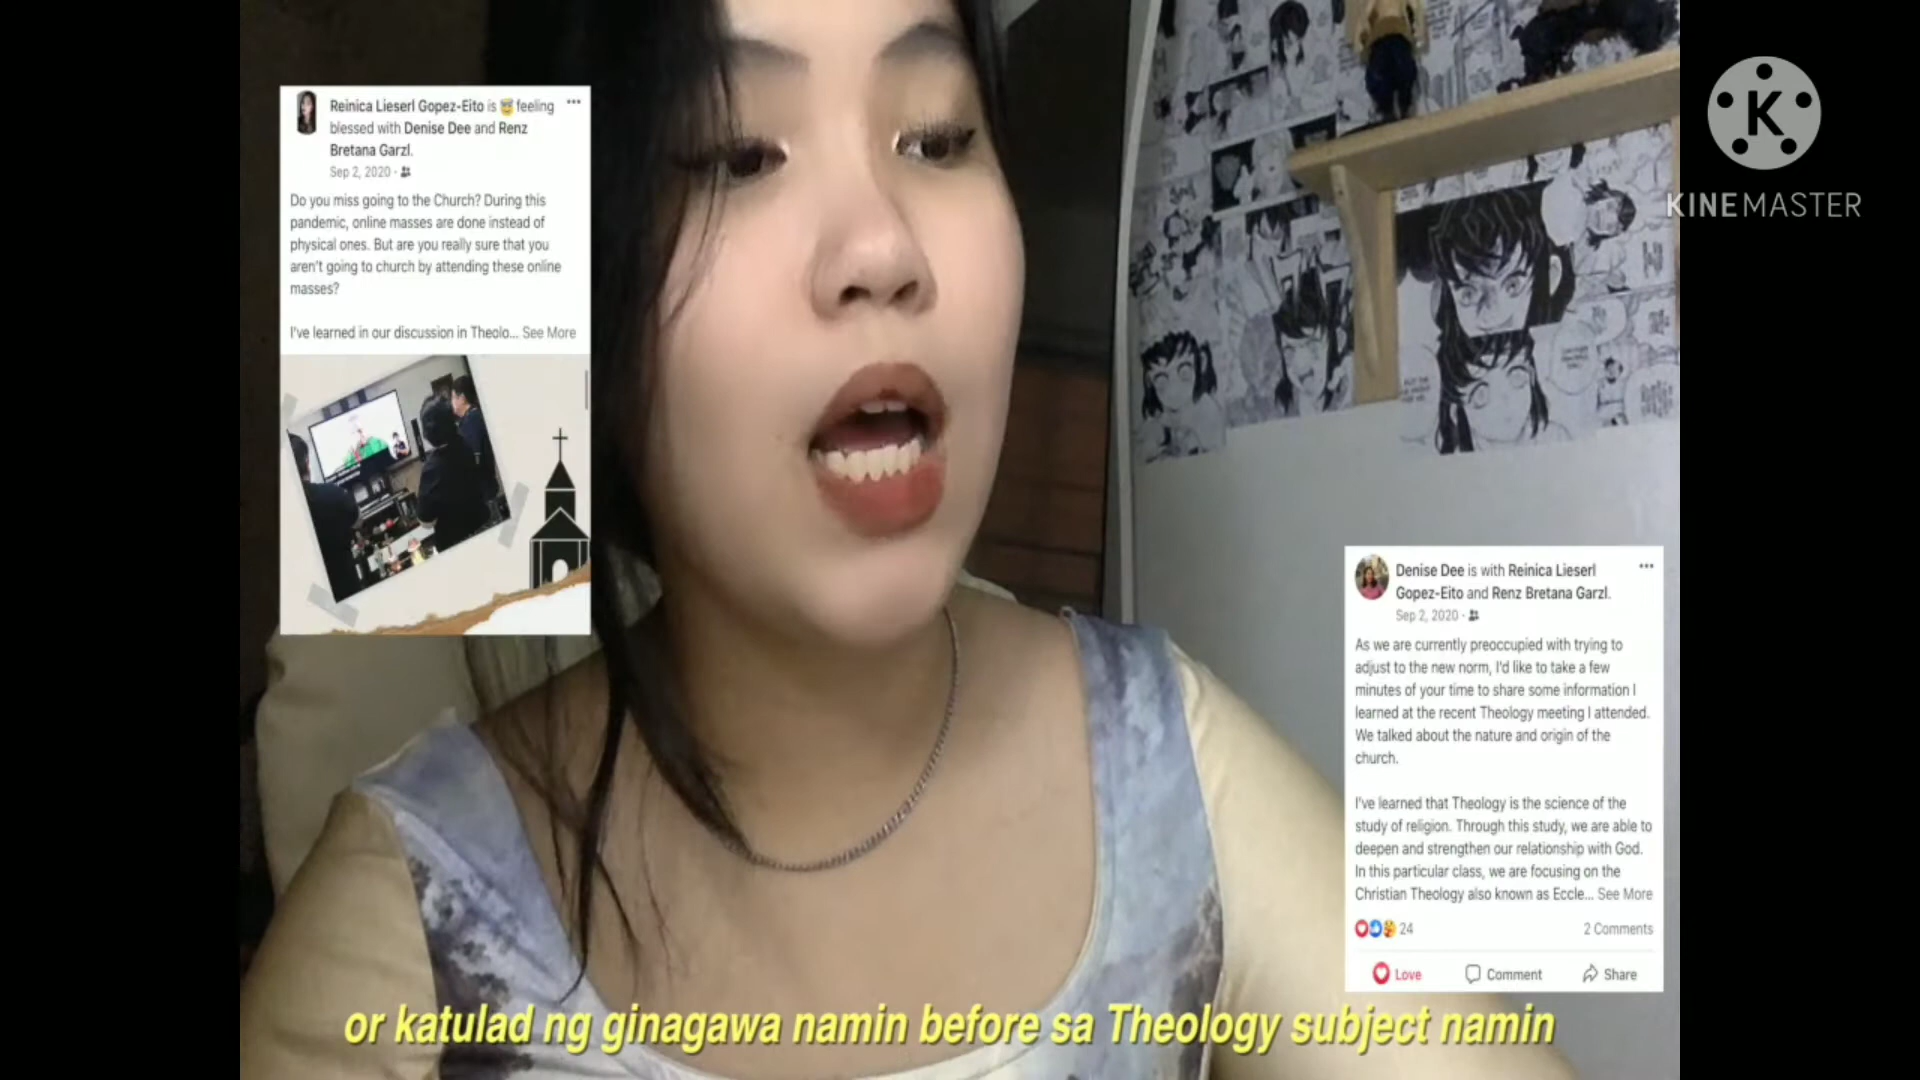 Reinica Lieserl Gopez-Eito is 😇 feeling
blessed with Denise Dee and Renz
Bretana Garzl.
Sep 2, 2020 ·
Do you miss going to the Church? During this
pandemic, online masses are done instead of
physical ones. But are you really sure that you
aren't going to church by attending these online
masses?
I've learned in our discussion in Theolo... See More
KINEMASTER
Denise Dee is with Reinica Lieserl
Gopez-Eito and Renz Bretana Garzl.
Sep 2, 2020 ·
As we are currently preoccupied with trying to
adjust to the new norm, I'd like to take a few
minutes of your time to share some information I
learned at the recent Theology meeting I attended.
We talked about the nature and origin of the
church.
I've learned that Theology is the science of the
study of religion. Through this study, we are able to
deepen and strengthen our relationship with God.
In this particular class, we are focusing on the
Christian Theology also known as Eccle... See More
24 2 Comments
Love Comment Share
or katulad ng ginagawa namin before sa Theology subject namin